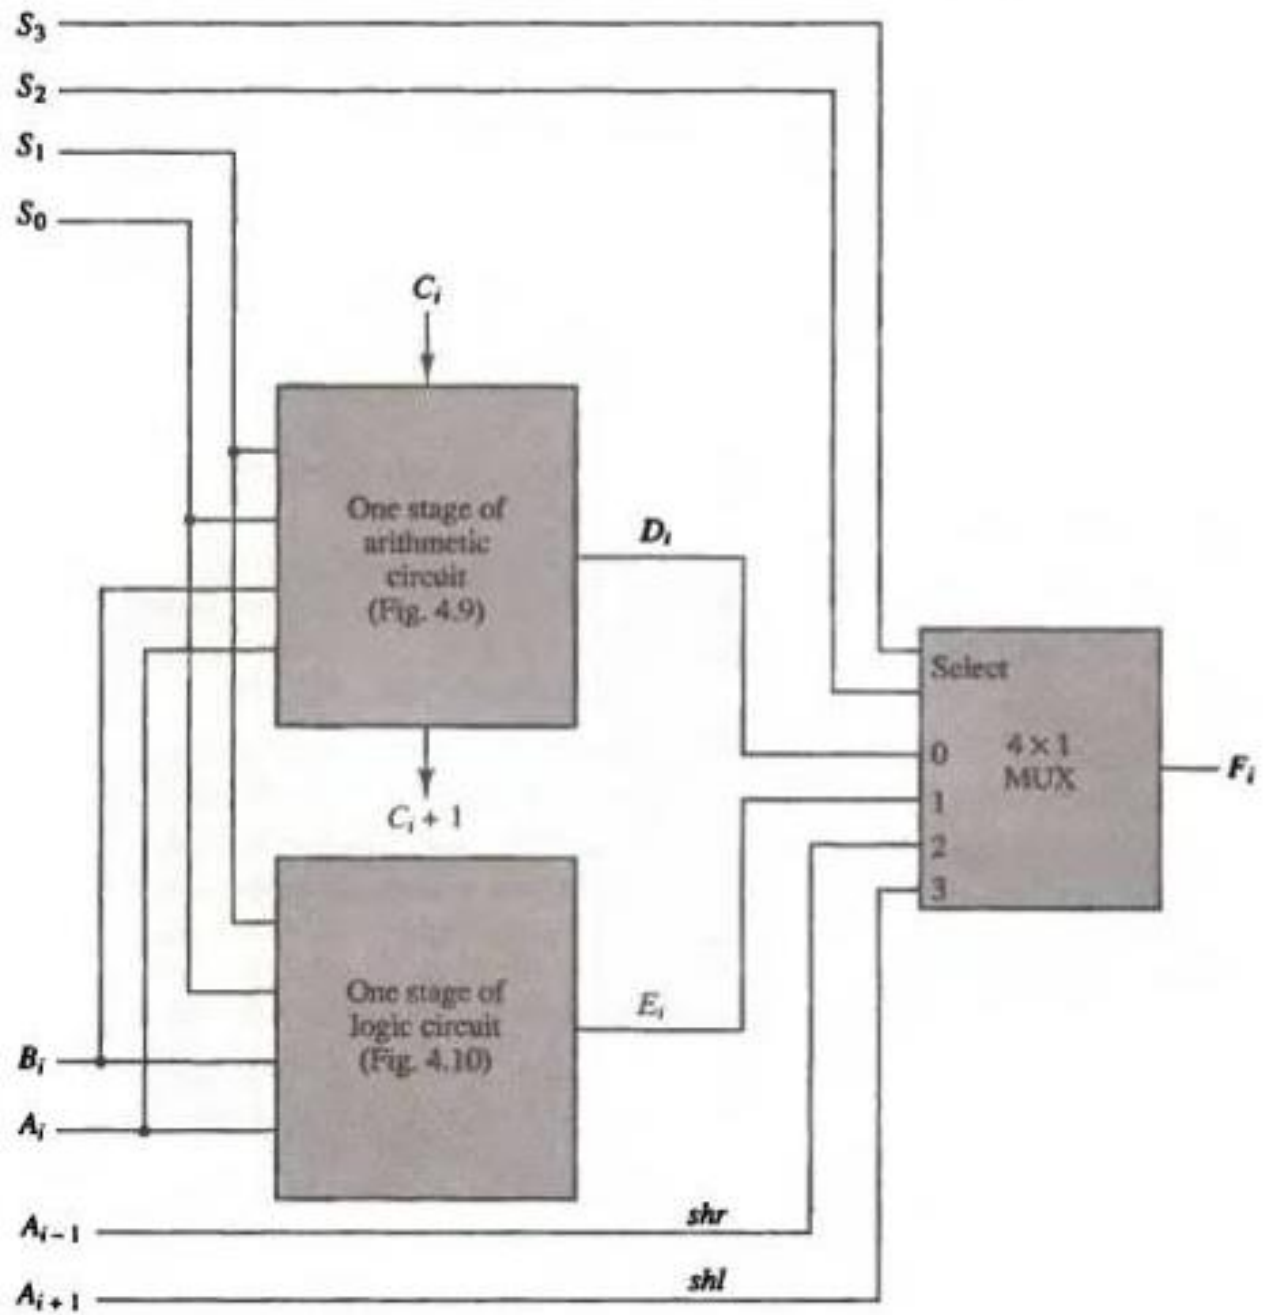 S3
S2
S1
S0
Ci
One stage of
arithmetic
circuit
(Fig. 4.9)
Di
Select
0
4 × 1
MUX
1
2
3
Fi
Ci + 1
One stage of
logic circuit
(Fig. 4.10)
Ei
Bi
Ai
Ai – 1
shr
Ai + 1
shl